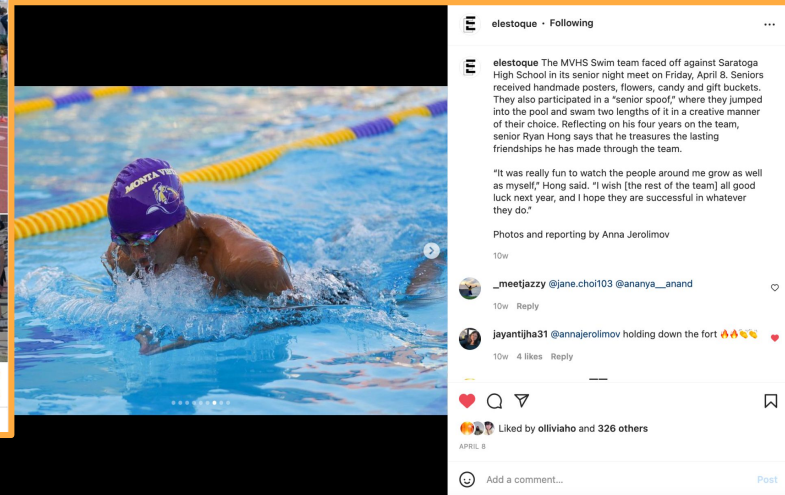 MONTA VISTA
elestoque • Following
...
elestoque The MVHS Swim team faced off against Saratoga
High School in its senior night meet on Friday, April 8. Seniors
received handmade posters, flowers, candy and gift buckets.
They also participated in a “senior spoof,” where they jumped
into the pool and swam two lengths of it in a creative manner
of their choice. Reflecting on his four years on the team,
senior Ryan Hong says that he treasures the lasting
friendships he has made through the team.
“It was really fun to watch the people around me grow as well
as myself,” Hong said. “I wish [the rest of the team] all good
luck next year, and I hope they are successful in whatever
they do.”
Photos and reporting by Anna Jerolimov
10w
_meetjazzy @jane.choi103 @ananya__anand
10w Reply
jayantijha31 @annajerolimov holding down the fort 🔥🔥👏👏
10w 4 likes Reply
Liked by olliviaho and 326 others
APRIL 8
Add a comment... Post